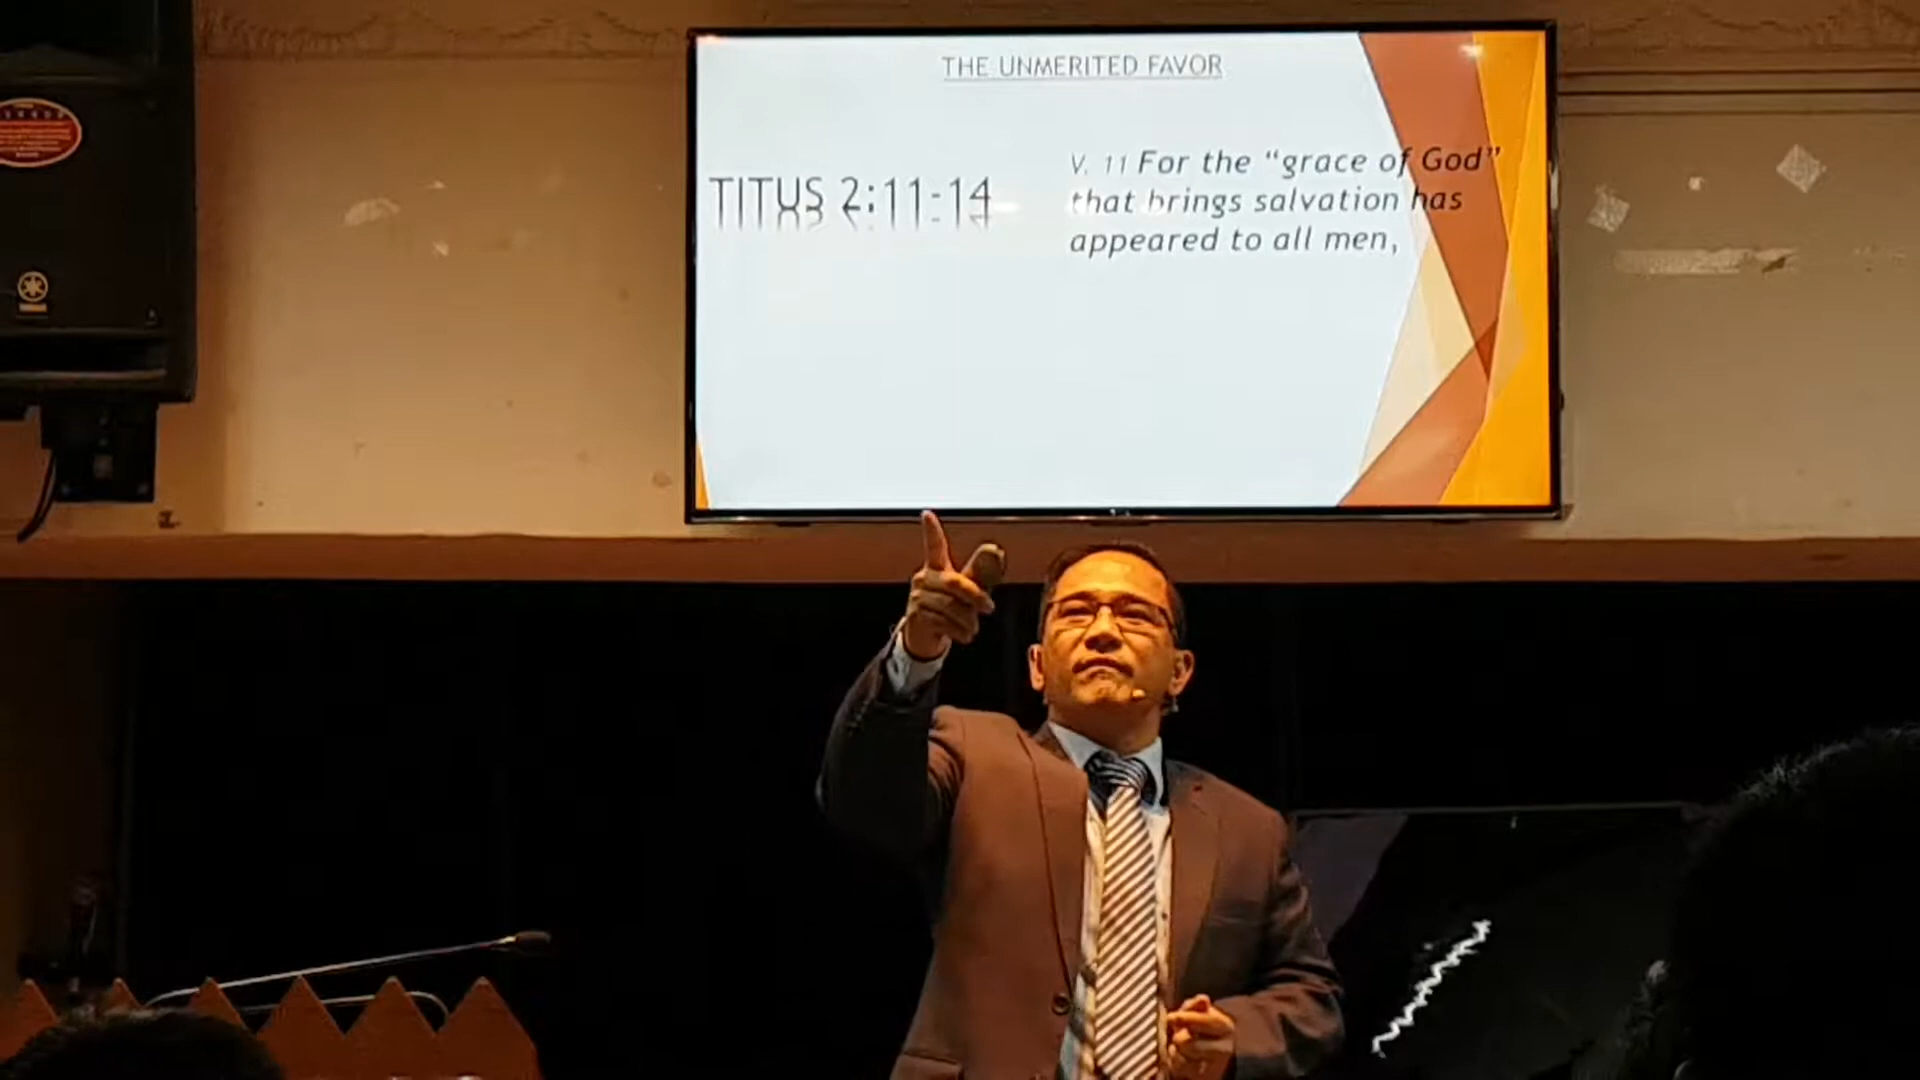 THE UNMERITED FAVOR
TITUS 2:11-14
V. 11 For the “grace of God”
that brings salvation has
appeared to all men,